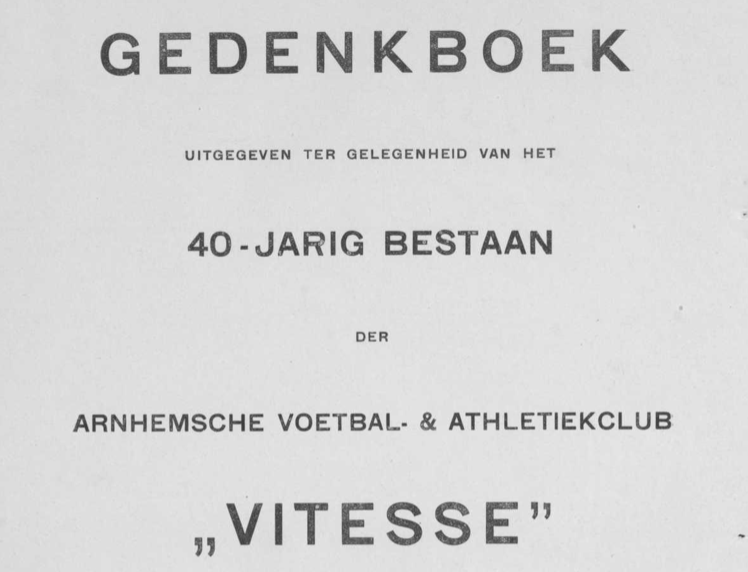 GEDENKBOEK
UITGEGEVEN TER GELEGENHEID VAN HET
40-JARIG BESTAAN
DER
ARNHEMSCHE VOETBAL- & ATHLETIEKCLUB
„VITESSE”